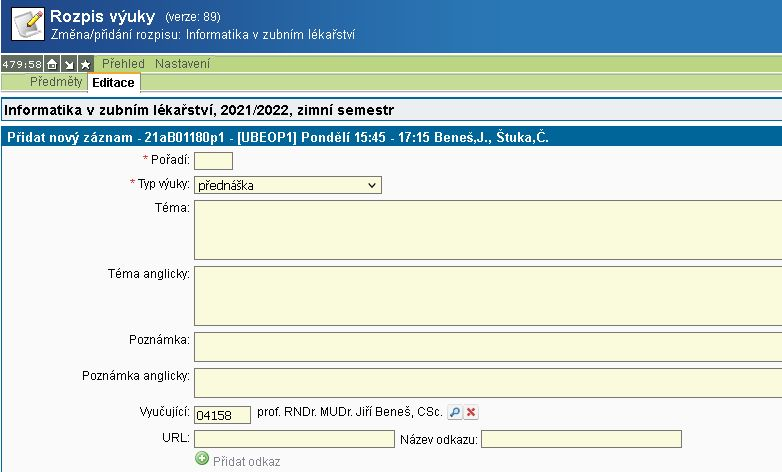 Rozpis výuky (verze: 89)
Změna/přidání rozpisu: Informatika v zubním lékařství
479:58 Přehled Nastavení
Předměty Editace
Informatika v zubním lékařství, 2021/2022, zimní semestr
Přidat nový záznam - 21aB01180p1 - [UBEOP1] Pondělí 15:45 - 17:15 Beneš,J., Štuka,Č.
* Pořadí:
* Typ výuky: přednáška
Téma:
Téma anglicky:
Poznámka:
Poznámka anglicky:
Vyučující: 04158 prof. RNDr. MUDr. Jiří Beneš, CSc.
URL: Název odkazu:
Přidat odkaz